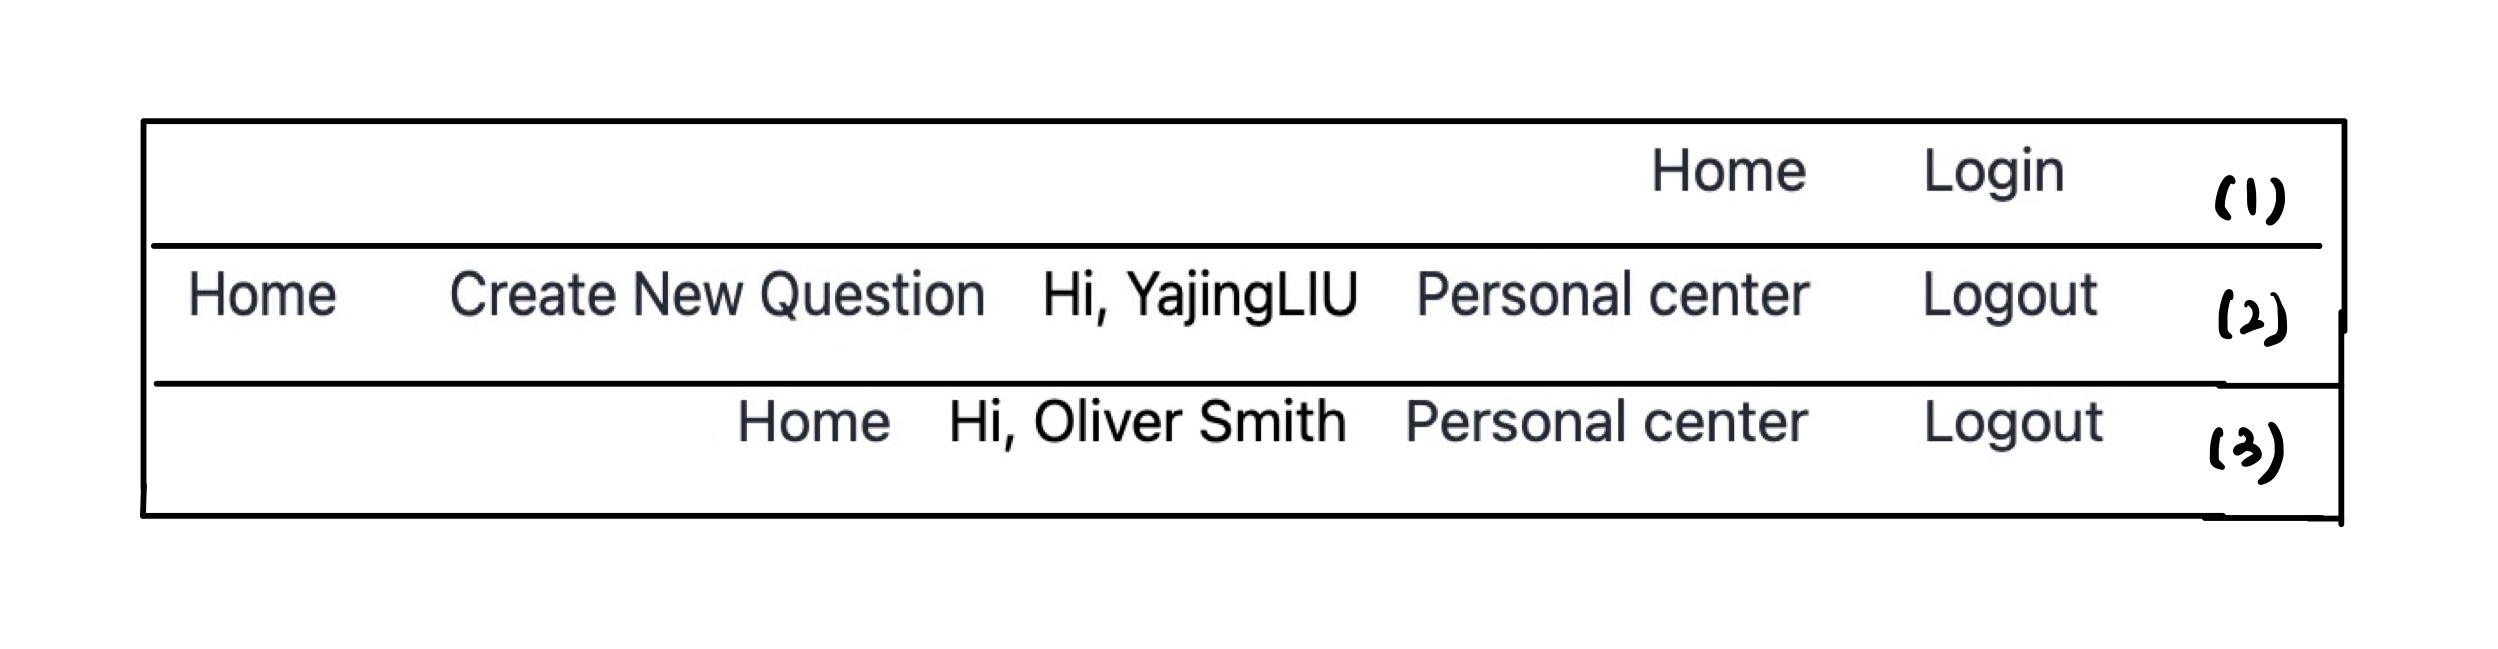 Home Login (1)
Home Create New Question Hi, YajingLIU Personal center Logout (2)
Home Hi, Oliver Smith Personal center Logout (3)